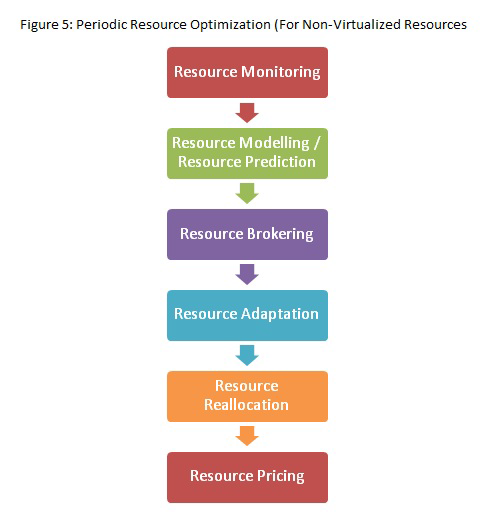 Figure 5: Periodic Resource Optimization (For Non-Virtualized Resources
Resource Monitoring
Resource Modelling /
Resource Prediction
Resource Brokering
Resource Adaptation
Resource
Reallocation
Resource Pricing